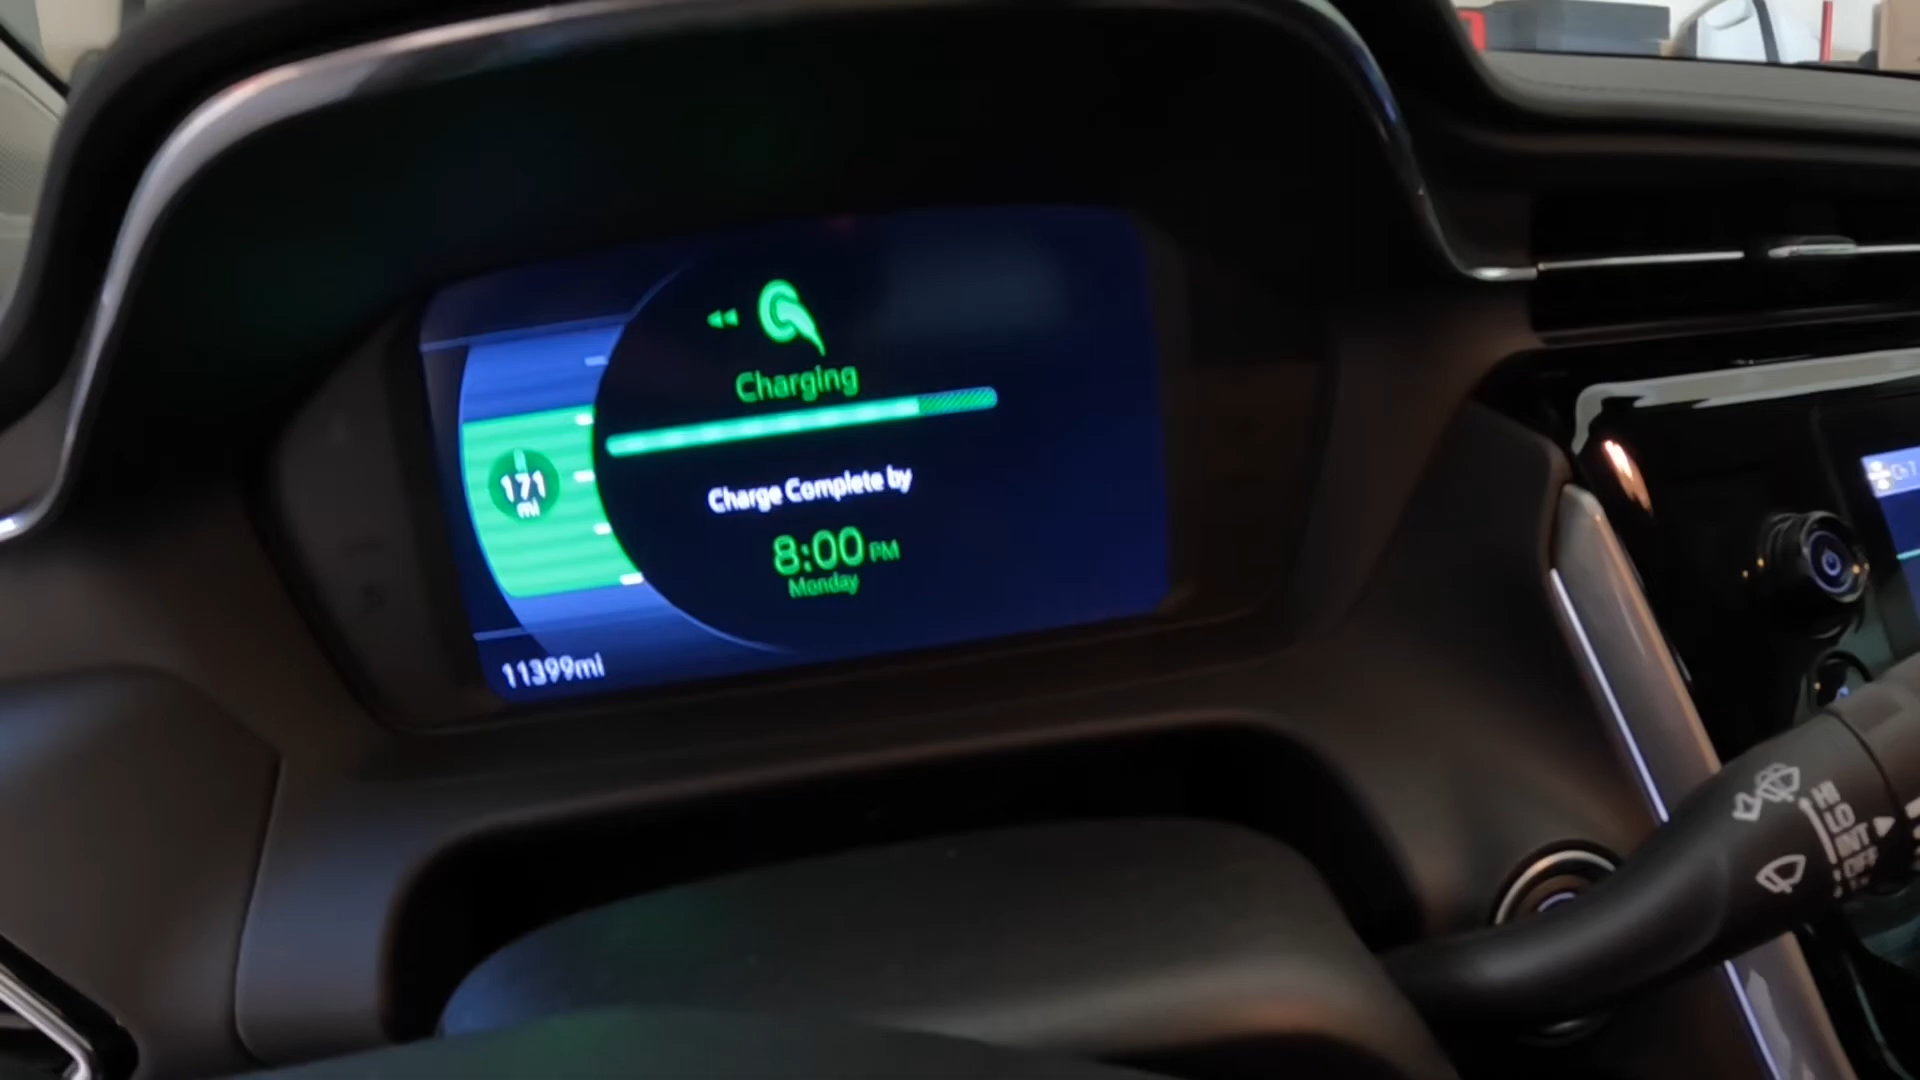 Charging
171
mi
Charge Complete by
8:00 PM
Monday
11399mi
HI
LO
INT
OFF